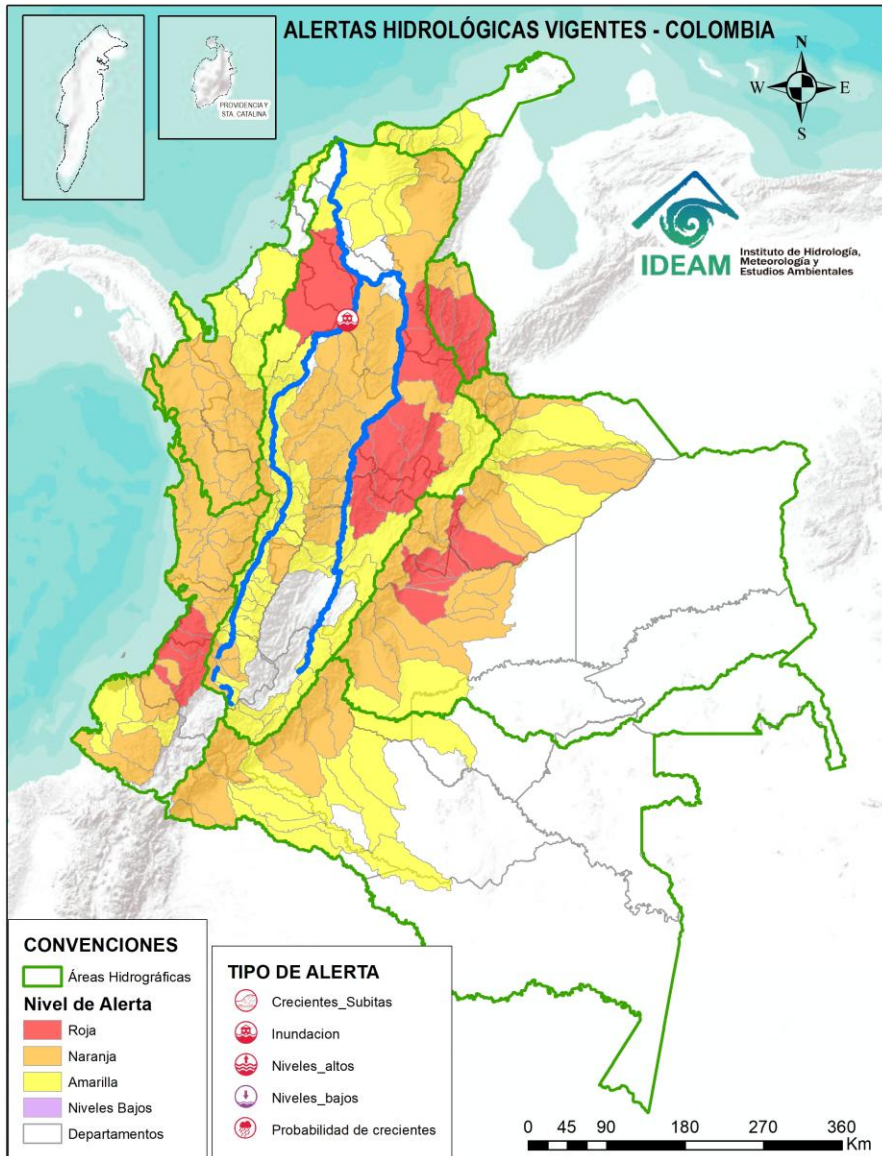 ALERTAS HIDROLÓGICAS VIGENTES - COLOMBIA
PROVIDENCIA Y
STA. CATALINA
N
W
E
S
IDEAM
Instituto de Hidrología,
Meteorología y
Estudios Ambientales
CONVENCIONES
Áreas Hidrográficas
Nivel de Alerta
Roja
Naranja
Amarilla
Niveles Bajos
Departamentos
TIPO DE ALERTA
Crecientes_Subitas
Inundacion
Niveles_altos
Niveles_bajos
Probabilidad de crecientes
0 45 90 180 270 360
Km